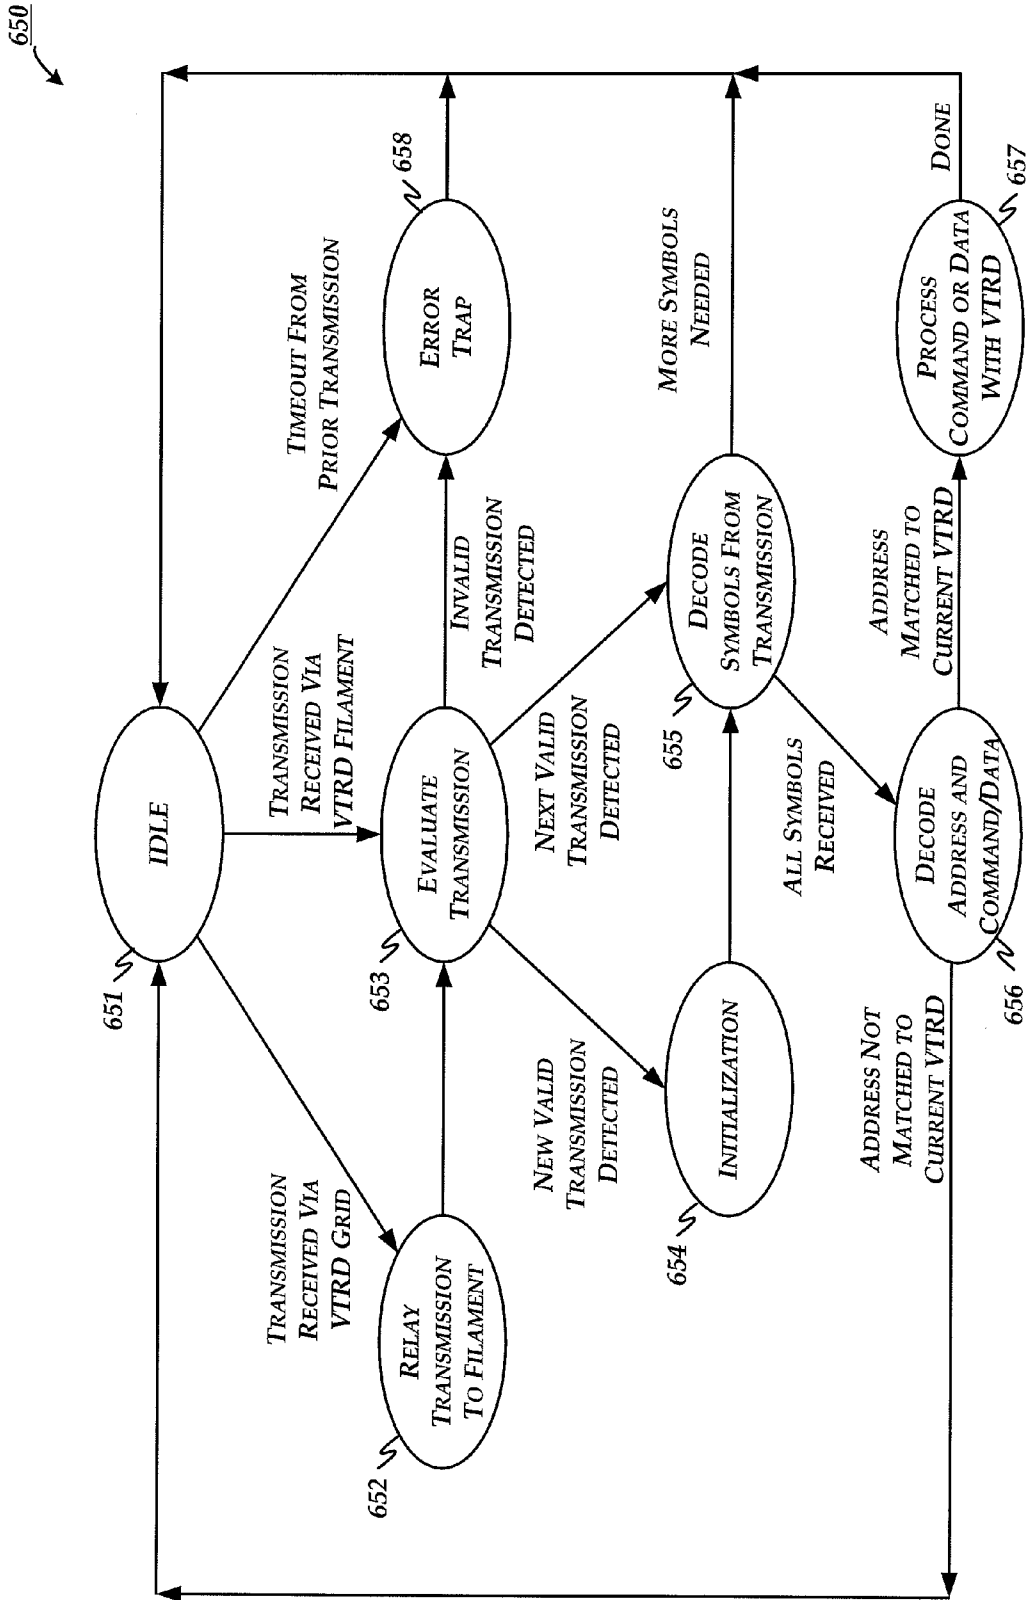 650
IDLE
651
TRANSMISSION
RECEIVED VIA
VTRD GRID
TRANSMISSION
RECEIVED VIA
VTRD FILAMENT
TIMEOUT FROM
PRIOR TRANSMISSION
RELAY
TRANSMISSION
TO FILAMENT
652
EVALUATE
TRANSMISSION
653
INVALID
TRANSMISSION
DETECTED
ERROR
TRAP
658
NEW VALID
TRANSMISSION
DETECTED
NEXT VALID
TRANSMISSION
DETECTED
INITIALIZATION
654
DECODE
SYMBOLS FROM
TRANSMISSION
655
MORE SYMBOLS
NEEDED
ALL SYMBOLS
RECEIVED
ADDRESS NOT
MATCHED TO
CURRENT VTRD
DECODE
ADDRESS AND
COMMAND/DATA
656
ADDRESS
MATCHED TO
CURRENT VTRD
PROCESS
COMMAND OR DATA
WITH VTRD
657
DONE